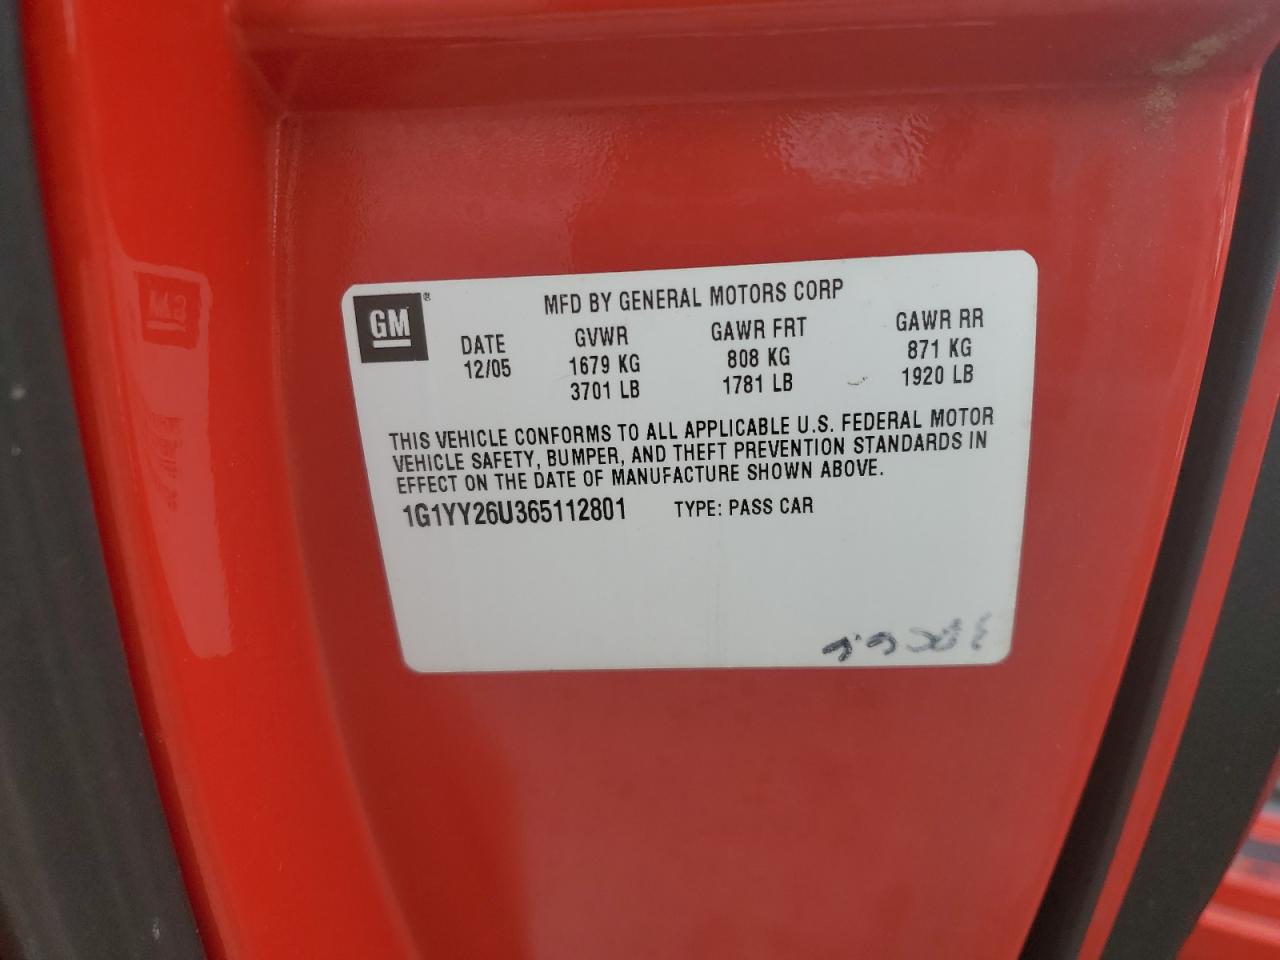 GM®
MFD BY GENERAL MOTORS CORP
DATE GVWR GAWR FRT GAWR RR
12/05 1679 KG 808 KG 871 KG
3701 LB 1781 LB 1920 LB
THIS VEHICLE CONFORMS TO ALL APPLICABLE U.S. FEDERAL MOTOR
VEHICLE SAFETY, BUMPER, AND THEFT PREVENTION STANDARDS IN
EFFECT ON THE DATE OF MANUFACTURE SHOWN ABOVE.
1G1YY26U365112801 TYPE: PASS CAR